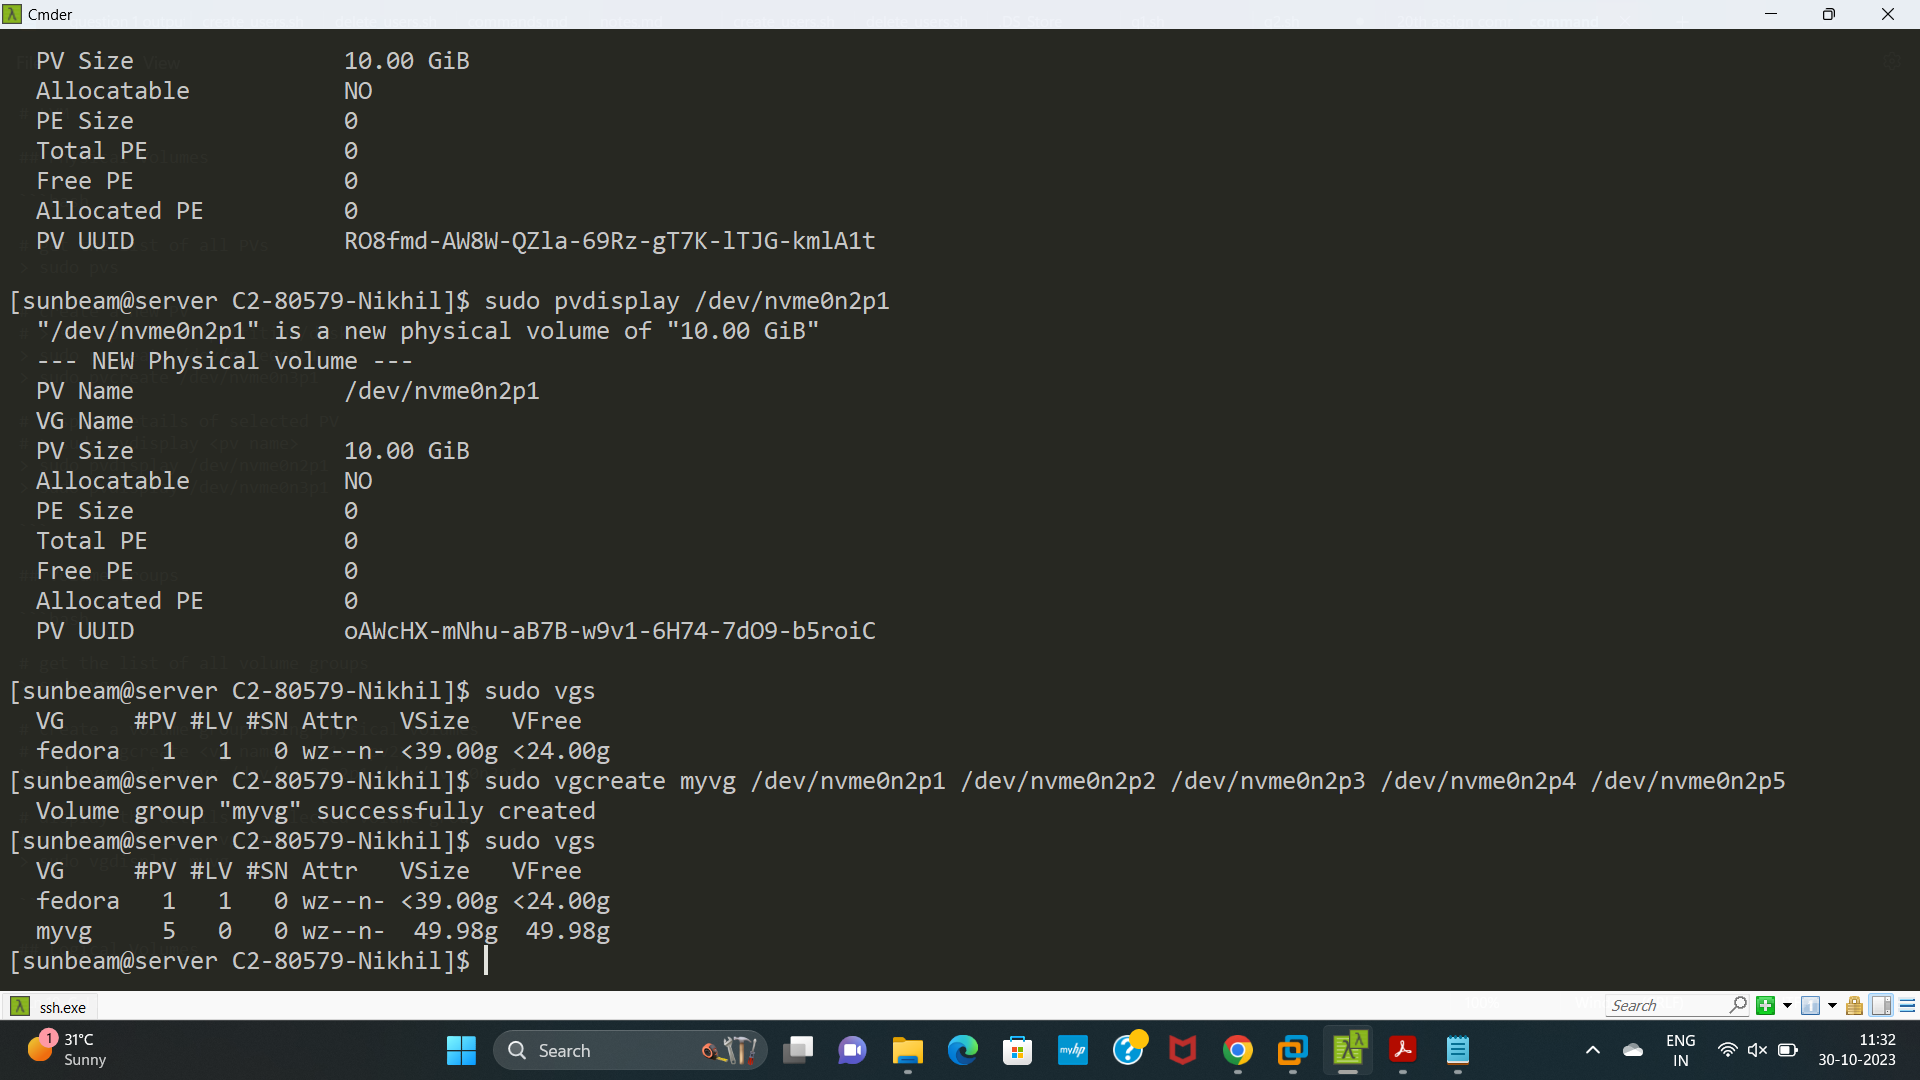 Cmder
PV Size 10.00 GiB
Allocatable NO
PE Size 0
Total PE 0
Free PE 0
Allocated PE 0
PV UUID RO8fmd-AW8W-QZla-69Rz-gT7K-lTJG-kmlA1t
[sunbeam@server C2-80579-Nikhil]$ sudo pvdisplay /dev/nvme0n2p1
"/dev/nvme0n2p1" is a new physical volume of "10.00 GiB"
--- NEW Physical volume ---
PV Name /dev/nvme0n2p1
VG Name
PV Size 10.00 GiB
Allocatable NO
PE Size 0
Total PE 0
Free PE 0
Allocated PE 0
PV UUID oAWcHX-mNhu-aB7B-w9v1-6H74-7dO9-b5roiC
[sunbeam@server C2-80579-Nikhil]$ sudo vgs
VG #PV #LV #SN Attr VSize VFree
fedora 1 1 0 wz--n- <39.00g <24.00g
[sunbeam@server C2-80579-Nikhil]$ sudo vgcreate myvg /dev/nvme0n2p1 /dev/nvme0n2p2 /dev/nvme0n2p3 /dev/nvme0n2p4 /dev/nvme0n2p5
Volume group "myvg" successfully created
[sunbeam@server C2-80579-Nikhil]$ sudo vgs
VG #PV #LV #SN Attr VSize VFree
fedora 1 1 0 wz--n- <39.00g <24.00g
myvg 5 0 0 wz--n- 49.98g 49.98g
[sunbeam@server C2-80579-Nikhil]$
ssh.exe
Search
1
31°C
Sunny
Search
myhp
ENG
IN
11:32
30-10-2023